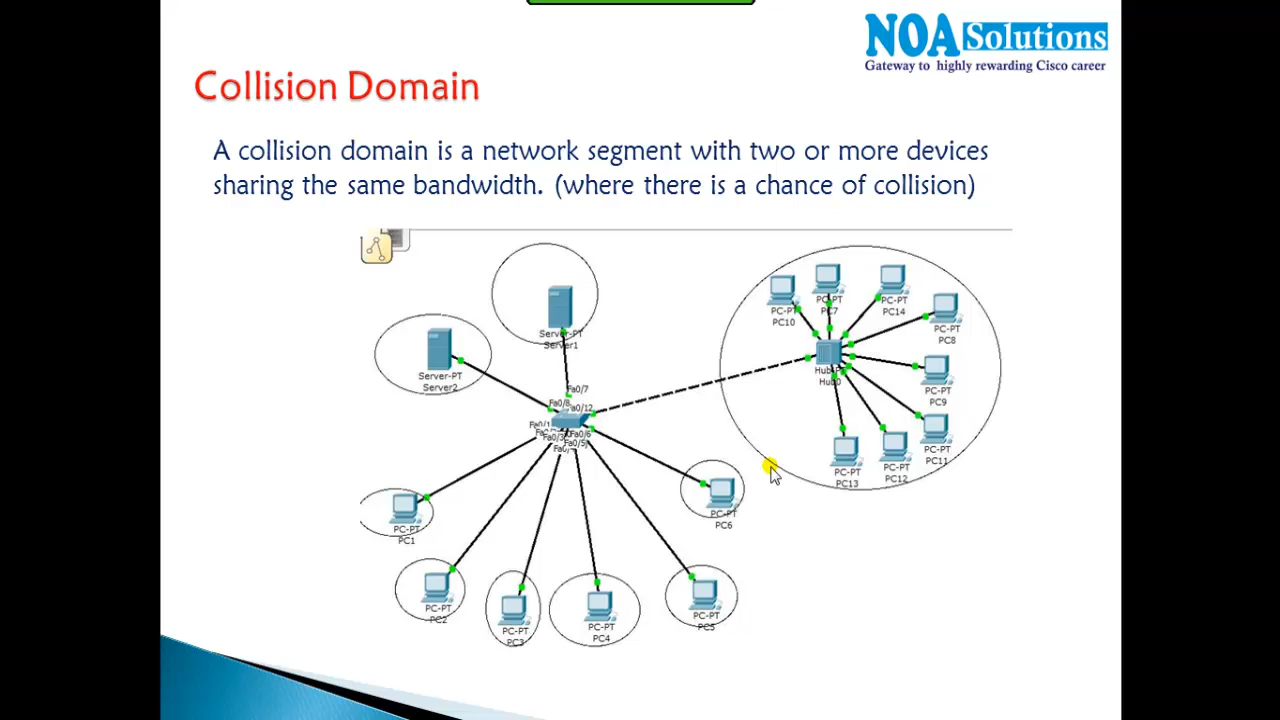 NOA Solutions
Gateway to highly rewarding Cisco career
Collision Domain
A collision domain is a network segment with two or more devices
sharing the same bandwidth. (where there is a chance of collision)
Server-PT
Server1
Server-PT
Server2
Fa0/7
Fa0/8
Fa0/12
Fa0/1
Fa0/3
Fa0/6
Fa0/5
PC-PT
PC1
PC-PT
PC2
PC-PT
PC3
PC-PT
PC4
PC-PT
PC5
PC-PT
PC6
PC-PT
PC10
PC-PT
PC7
PC-PT
PC14
PC-PT
PC8
Hub0
PC-PT
PC9
PC-PT
PC11
PC-PT
PC12
PC-PT
PC13